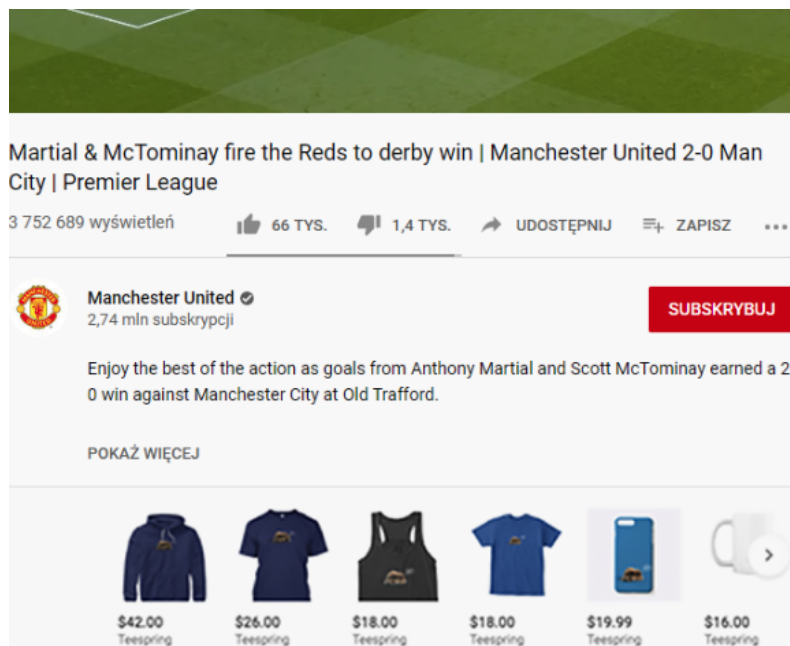 Martial & McTominay fire the Reds to derby win | Manchester United 2-0 Man
City | Premier League
3 752 689 wyświetleń 66 TYS. 1,4 TYS. UDOSTĘPNIJ ZAPISZ
Manchester United
2,74 mln subskrypcji
SUBSKRYBUJ
Enjoy the best of the action as goals from Anthony Martial and Scott McTominay earned a 2
0 win against Manchester City at Old Trafford.
POKAŻ WIĘCEJ
$42.00 $26.00 $18.00 $18.00 $19.99 $16.00
Teespring Teespring Teespring Teespring Teespring Teespring